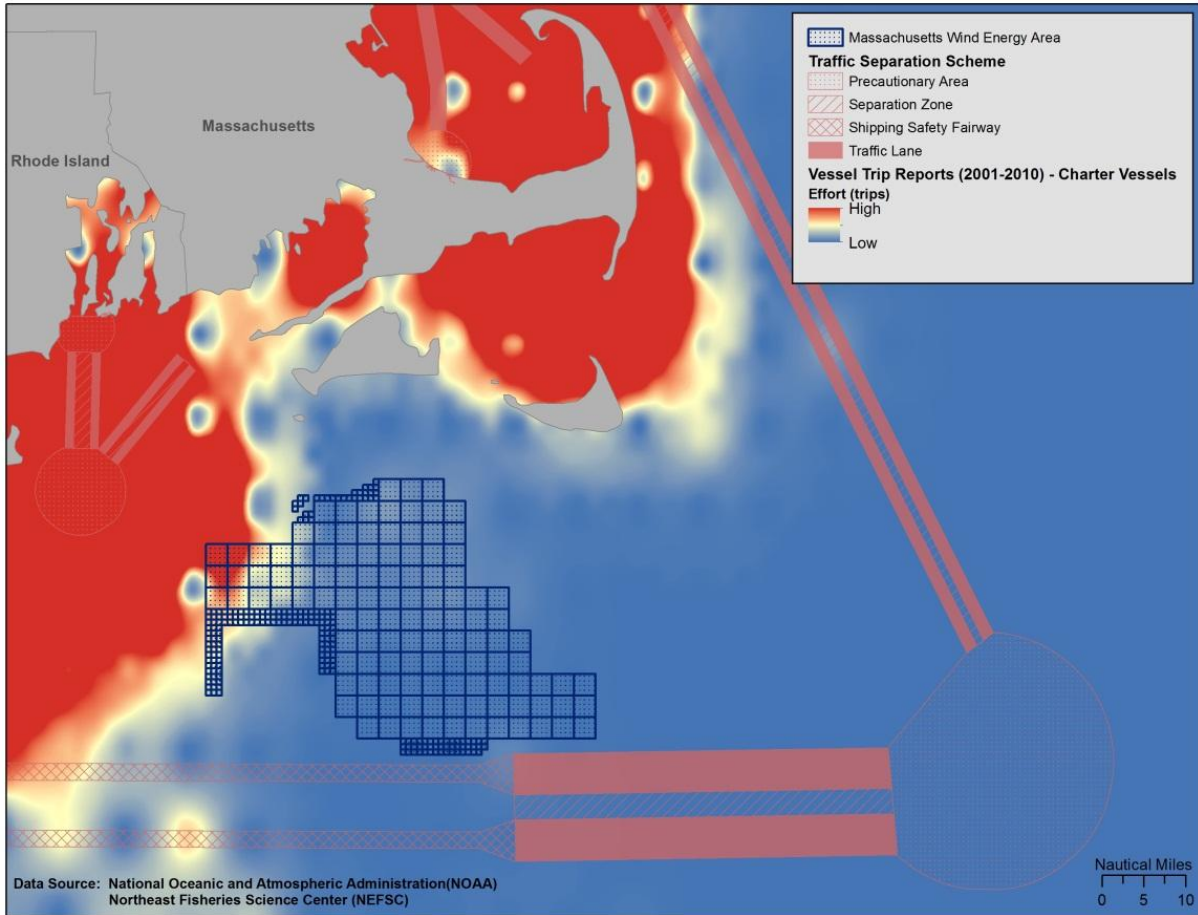 Massachusetts Wind Energy Area
Traffic Separation Scheme
Precautionary Area
Separation Zone
Shipping Safety Fairway
Traffic Lane
Vessel Trip Reports (2001-2010) - Charter Vessels
Effort (trips)
High
Low
Massachusetts
Rhode Island
Nautical Miles
0 5 10
Data Source: National Oceanic and Atmospheric Administration(NOAA)
Northeast Fisheries Science Center (NEFSC)